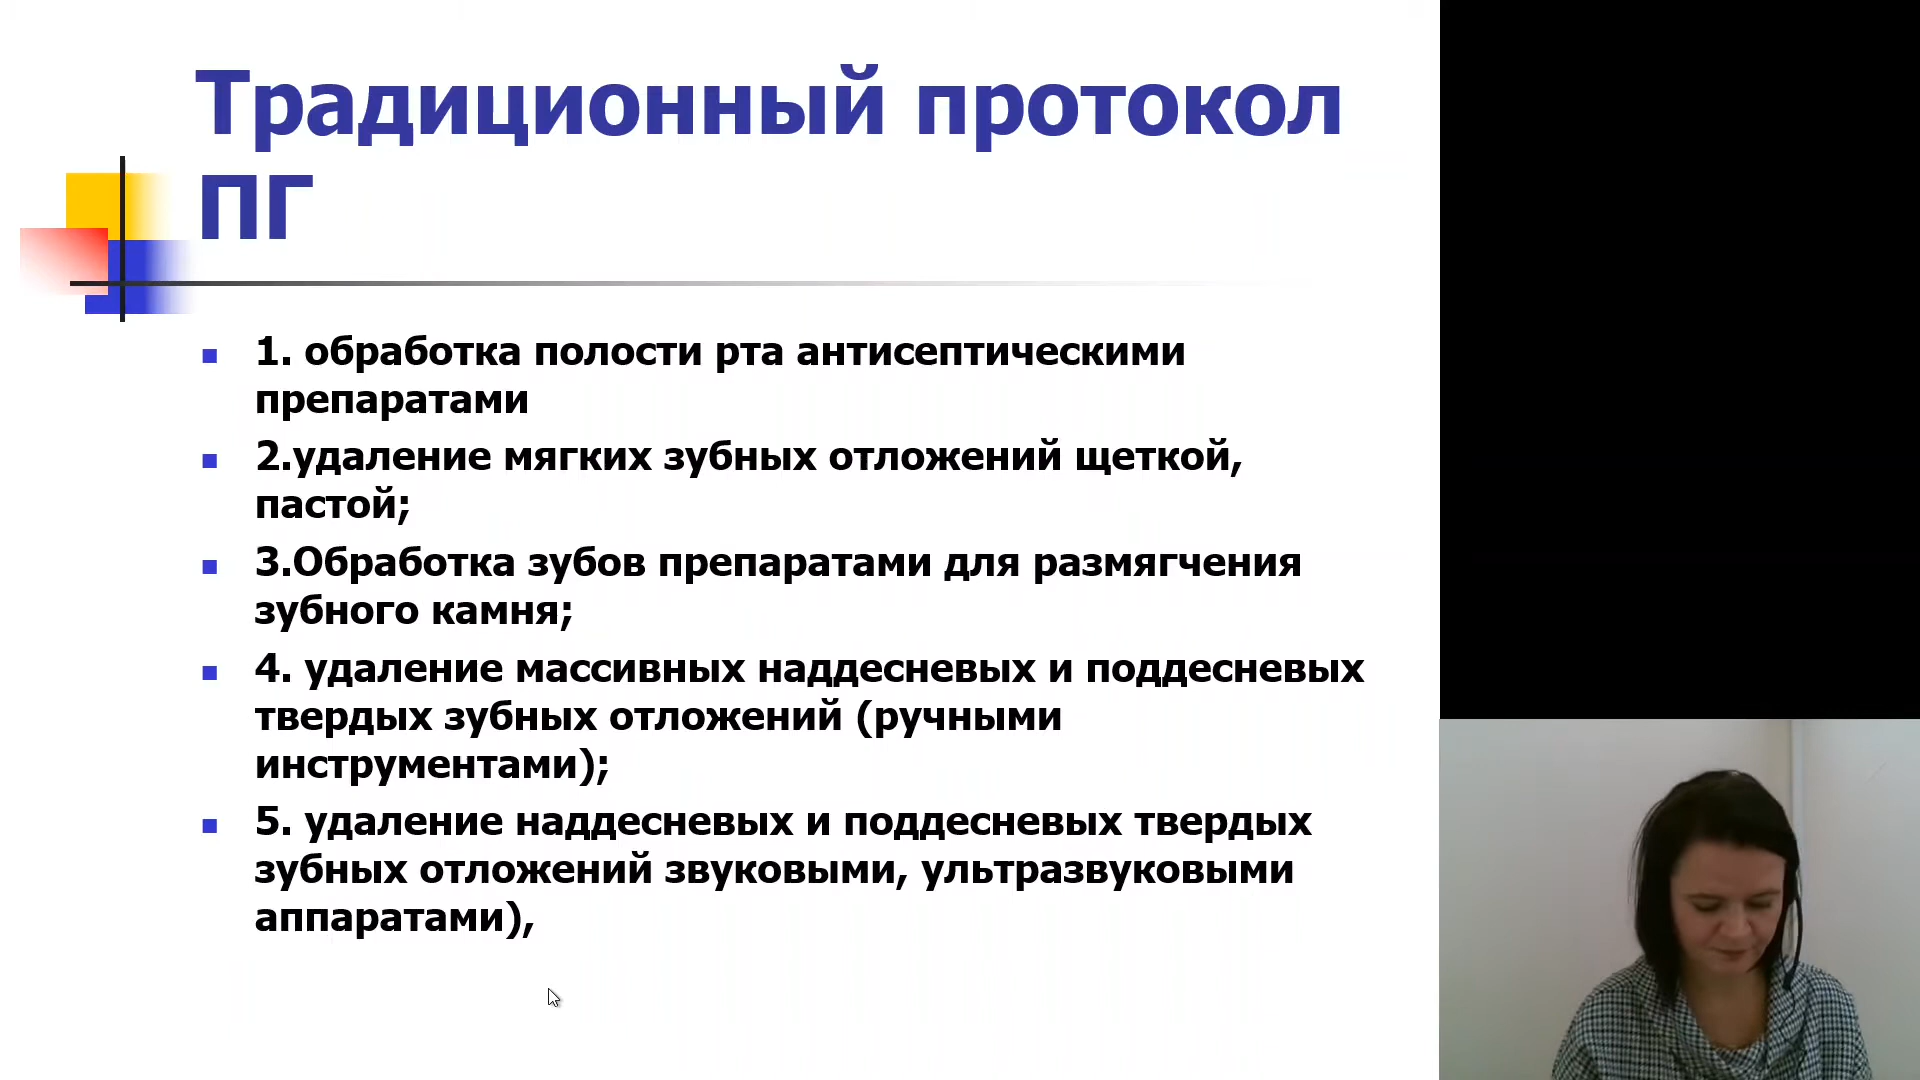 Традиционный протокол
ПГ
1. обработка полости рта антисептическими
препаратами
2.удаление мягких зубных отложений щеткой,
пастой;
3.Обработка зубов препаратами для размягчения
зубного камня;
4. удаление массивных наддесневых и поддесневых
твердых зубных отложений (ручными
инструментами);
5. удаление наддесневых и поддесневых твердых
зубных отложений звуковыми, ультразвуковыми
аппаратами),